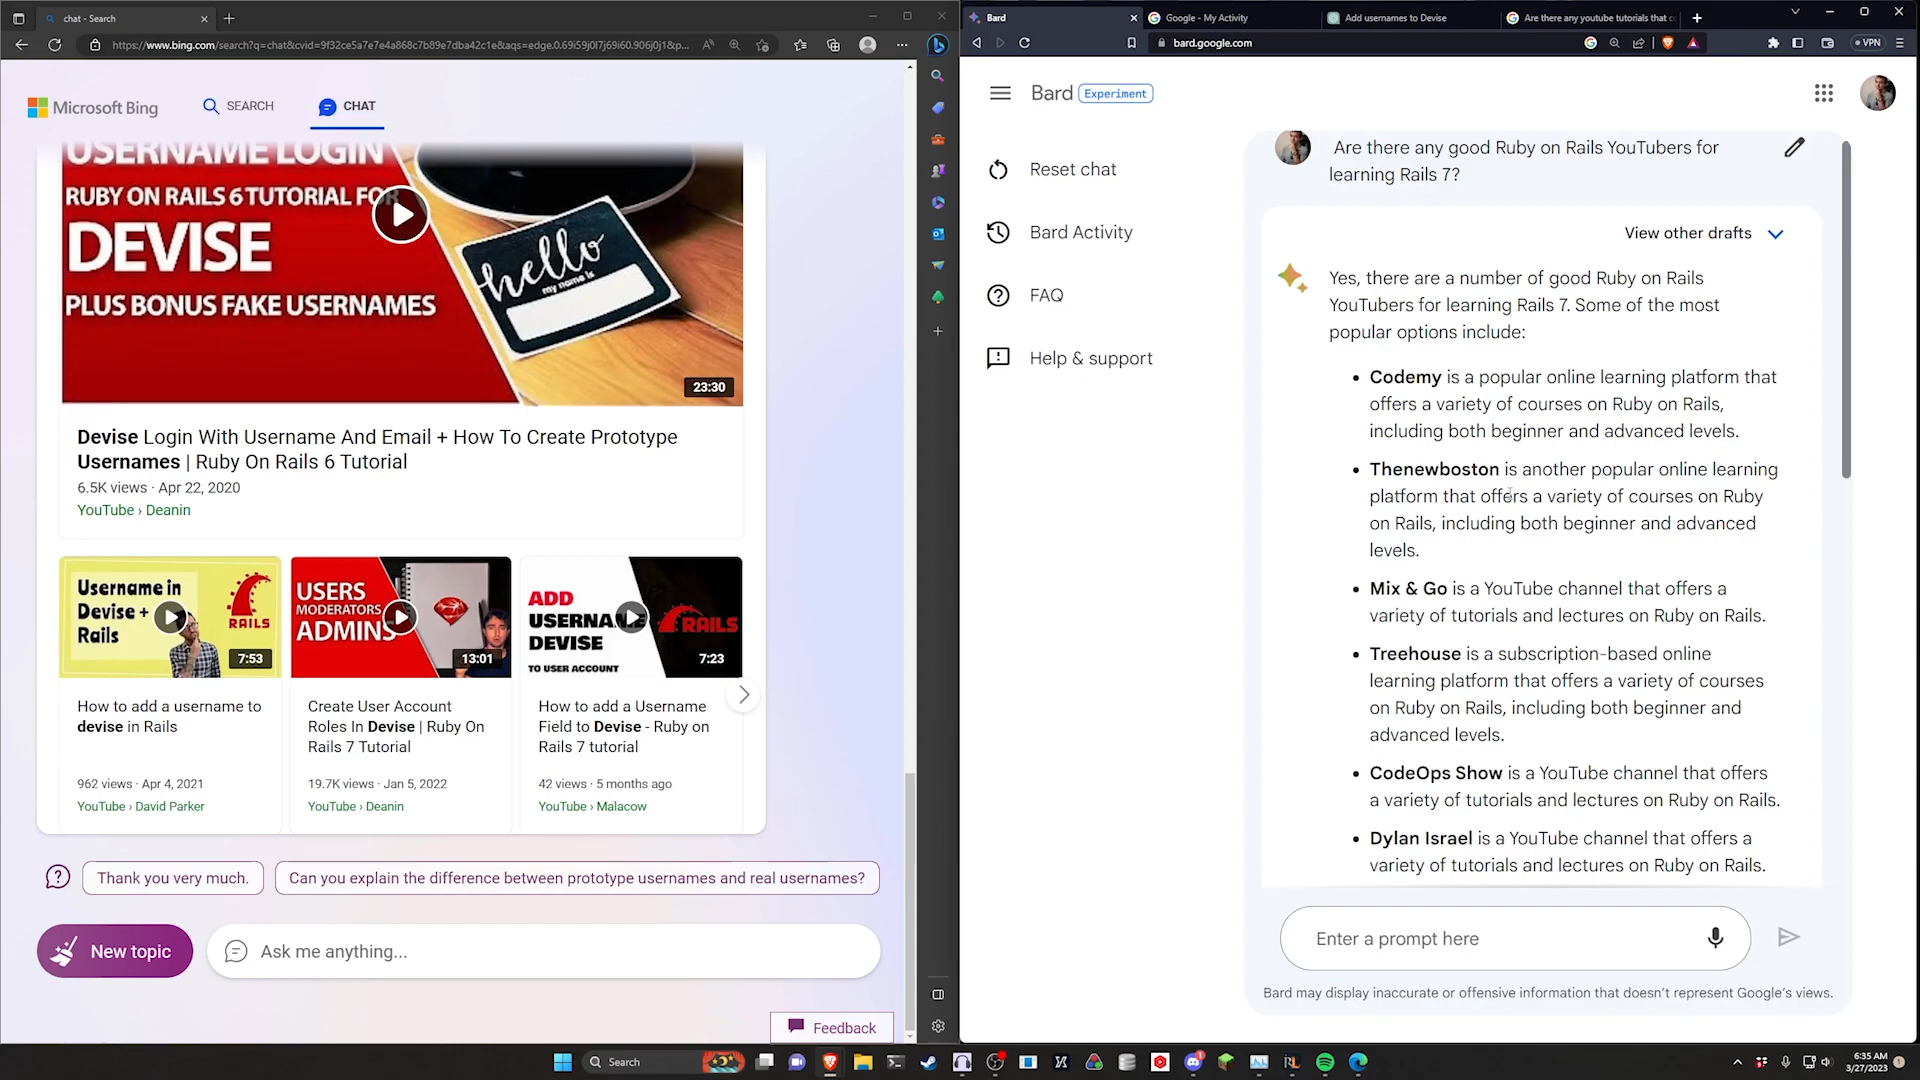 chat - Search
https://www.bing.com/search?q=chat&cvid=9f32ce5a7e7e4a868c7b89e7dba42c1e&aqs=edge.0.69i59j0l7j69i60.906j0j1&p...
Microsoft Bing
SEARCH
CHAT
USERNAME LOGIN
RUBY ON RAILS 6 TUTORIAL FOR
DEVISE
PLUS BONUS FAKE USERNAMES
hello
my name is
23:30
Devise Login With Username And Email + How To Create Prototype
Usernames | Ruby On Rails 6 Tutorial
6.5K views · Apr 22, 2020
YouTube › Deanin
Username in
Devise +
Rails
RAILS
7:53
How to add a username to
devise in Rails
962 views · Apr 4, 2021
YouTube › David Parker
USERS
MODERATORS
ADMINS
13:01
Create User Account
Roles In Devise | Ruby On
Rails 7 Tutorial
19.7K views · Jan 5, 2022
YouTube › Deanin
ADD
USERNAME
DEVISE
TO USER ACCOUNT
RAILS
7:23
How to add a Username
Field to Devise - Ruby on
Rails 7 tutorial
42 views · 5 months ago
YouTube › Malacow
Thank you very much.
Can you explain the difference between prototype usernames and real usernames?
New topic
Ask me anything...
Feedback
Bard
Google - My Activity
Add usernames to Devise
Are there any youtube tutorials that co
bard.google.com
VPN
Bard
Experiment
Reset chat
Bard Activity
FAQ
Help & support
Are there any good Ruby on Rails YouTubers for
learning Rails 7?
View other drafts
Yes, there are a number of good Ruby on Rails
YouTubers for learning Rails 7. Some of the most
popular options include:
• Codemy is a popular online learning platform that
offers a variety of courses on Ruby on Rails,
including both beginner and advanced levels.
• Thenewboston is another popular online learning
platform that offers a variety of courses on Ruby
on Rails, including both beginner and advanced
levels.
• Mix & Go is a YouTube channel that offers a
variety of tutorials and lectures on Ruby on Rails.
• Treehouse is a subscription-based online
learning platform that offers a variety of courses
on Ruby on Rails, including both beginner and
advanced levels.
• CodeOps Show is a YouTube channel that offers
a variety of tutorials and lectures on Ruby on Rails.
• Dylan Israel is a YouTube channel that offers a
variety of tutorials and lectures on Ruby on Rails.
Enter a prompt here
Bard may display inaccurate or offensive information that doesn't represent Google's views.
Search
6:35 AM
3/27/2023